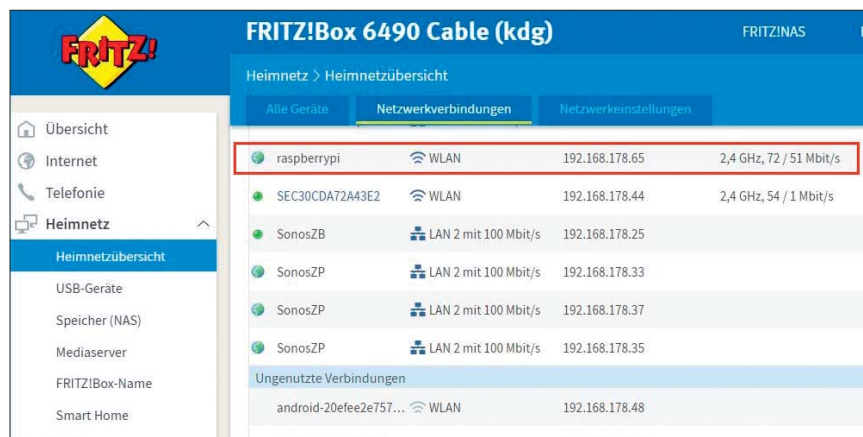 FRITZ!
FRITZ!Box 6490 Cable (kdg)
FRITZ!NAS
Heimnetz > Heimnetzübersicht
Alle Geräte Netzwerkverbindungen Netzwerkeinstellungen
Übersicht
Internet
Telefonie
Heimnetz
Heimnetzübersicht
USB-Geräte
Speicher (NAS)
Mediaserver
FRITZ!Box-Name
Smart Home
raspberrypi WLAN 192.168.178.65 2,4 GHz, 72 / 51 Mbit/s
SEC30CDA72A43E2 WLAN 192.168.178.44 2,4 GHz, 54 / 1 Mbit/s
SonosZB LAN 2 mit 100 Mbit/s 192.168.178.25
SonosZP LAN 2 mit 100 Mbit/s 192.168.178.33
SonosZP LAN 2 mit 100 Mbit/s 192.168.178.37
SonosZP LAN 2 mit 100 Mbit/s 192.168.178.35
Ungenutzte Verbindungen
android-20efee2e757... WLAN 192.168.178.48